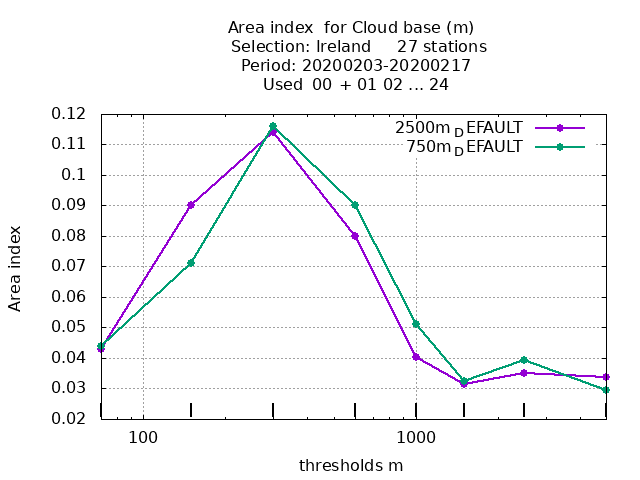 Area index  for Cloud base (m)
Selection: Ireland     27 stations
Period: 20200203-20200217
Used  00 + 01 02 ... 24
2500m_DEFAULT
750m_DEFAULT
0.12
0.11
0.1
0.09
0.08
0.07
0.06
0.05
0.04
0.03
0.02
Area index
100 1000
thresholds m